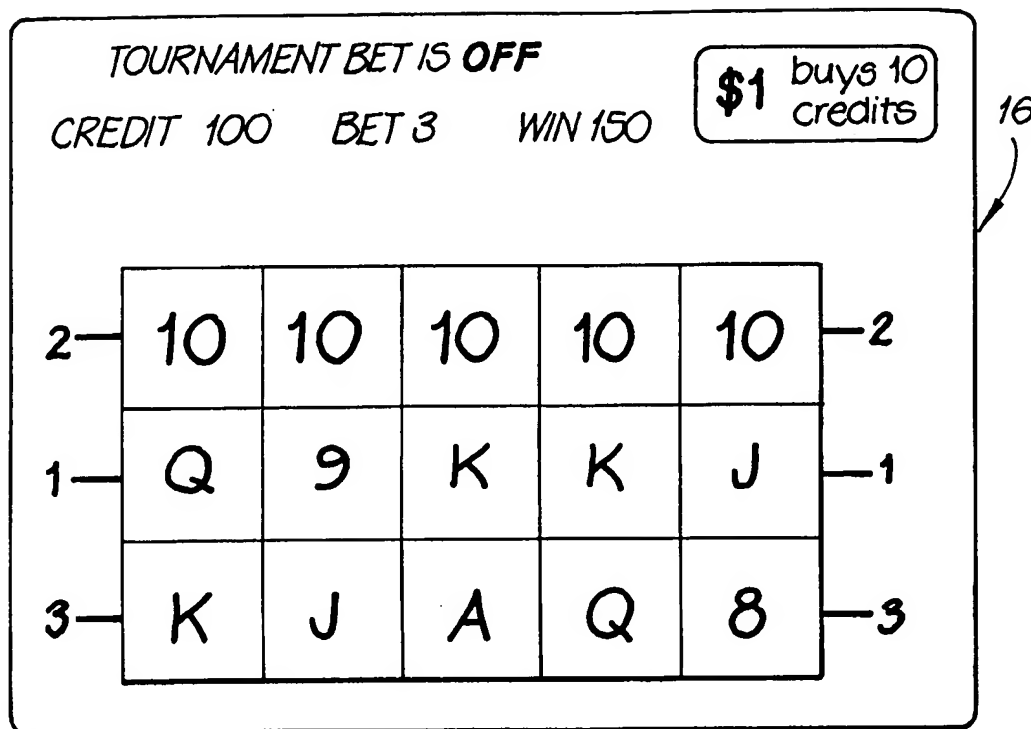 TOURNAMENT BET IS OFF
$1 buys 10 credits
CREDIT 100 BET 3 WIN 150
16
2 10 10 10 10 10 2
1 Q 9 K K J 1
3 K J A Q 8 3